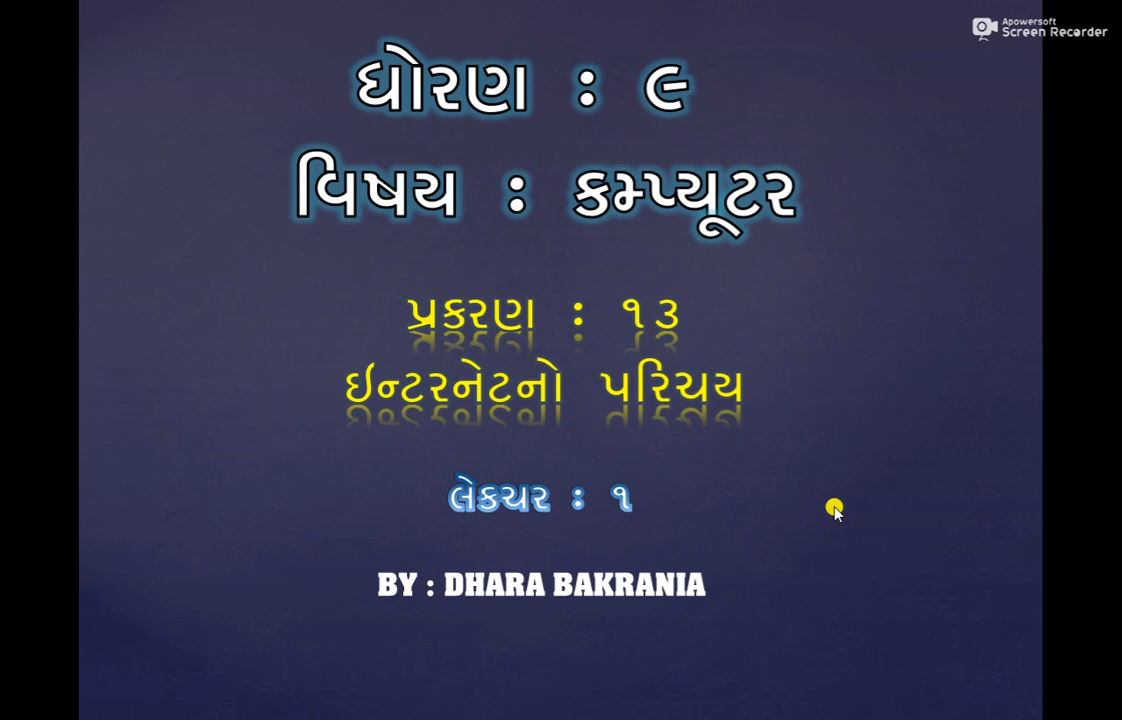 Apowersoft
Screen Recorder
ધોરણ : ૯
વિષય : કમ્પ્યૂટર
પ્રકરણ : ૧૩
ઇન્ટરનેટનો પરિચય
લેક્ચર : ૧
BY : DHARA BAKRANIA